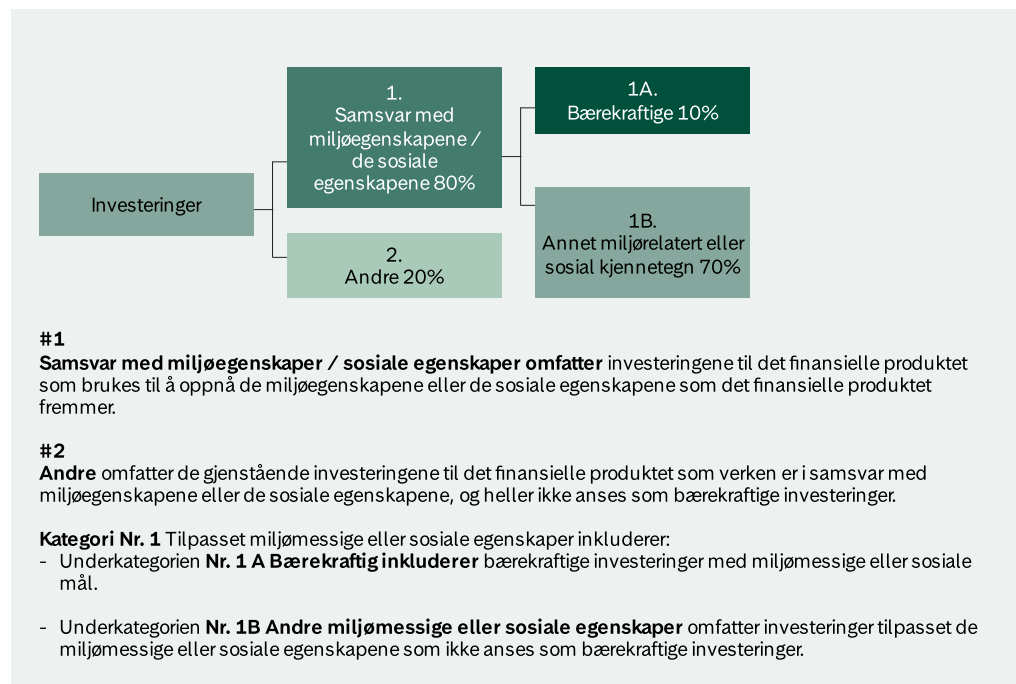 Investeringer
1.
Samsvar med
miljøegenskapene /
de sosiale
egenskapene 80%
2.
Andre 20%
1A.
Bærekraftige 10%
1B.
Annet miljørelatert eller
sosial kjennetegn 70%
#1
Samsvar med miljøegenskaper / sosiale egenskaper omfatter investeringene til det finansielle produktet
som brukes til å oppnå de miljøegenskapene eller de sosiale egenskapene som det finansielle produktet
fremmer.
#2
Andre omfatter de gjenstående investeringene til det finansielle produktet som verken er i samsvar med
miljøegenskapene eller de sosiale egenskapene, og heller ikke anses som bærekraftige investeringer.
Kategori Nr. 1 Tilpasset miljømessige eller sosiale egenskaper inkluderer:
- Underkategorien Nr. 1 A Bærekraftig inkluderer bærekraftige investeringer med miljømessige eller sosiale
mål.
- Underkategorien Nr. 1B Andre miljømessige eller sosiale egenskaper omfatter investeringer tilpasset de
miljømessige eller sosiale egenskapene som ikke anses som bærekraftige investeringer.